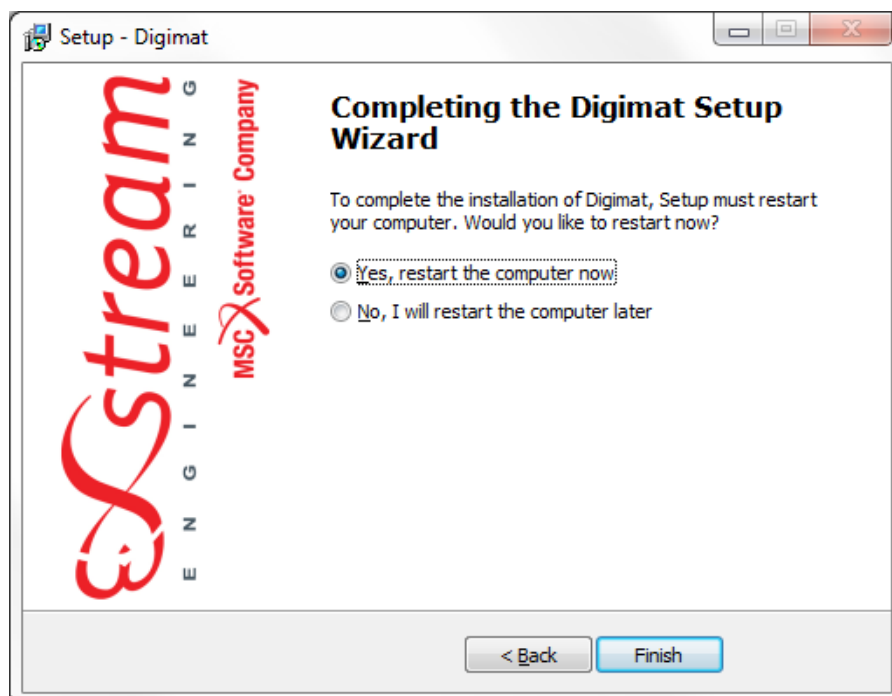 Setup - Digimat
eXstream
ENGINEERING
MSC Software Company
Completing the Digimat Setup
Wizard
To complete the installation of Digimat, Setup must restart
your computer. Would you like to restart now?
Yes, restart the computer now
No, I will restart the computer later
< Back
Finish